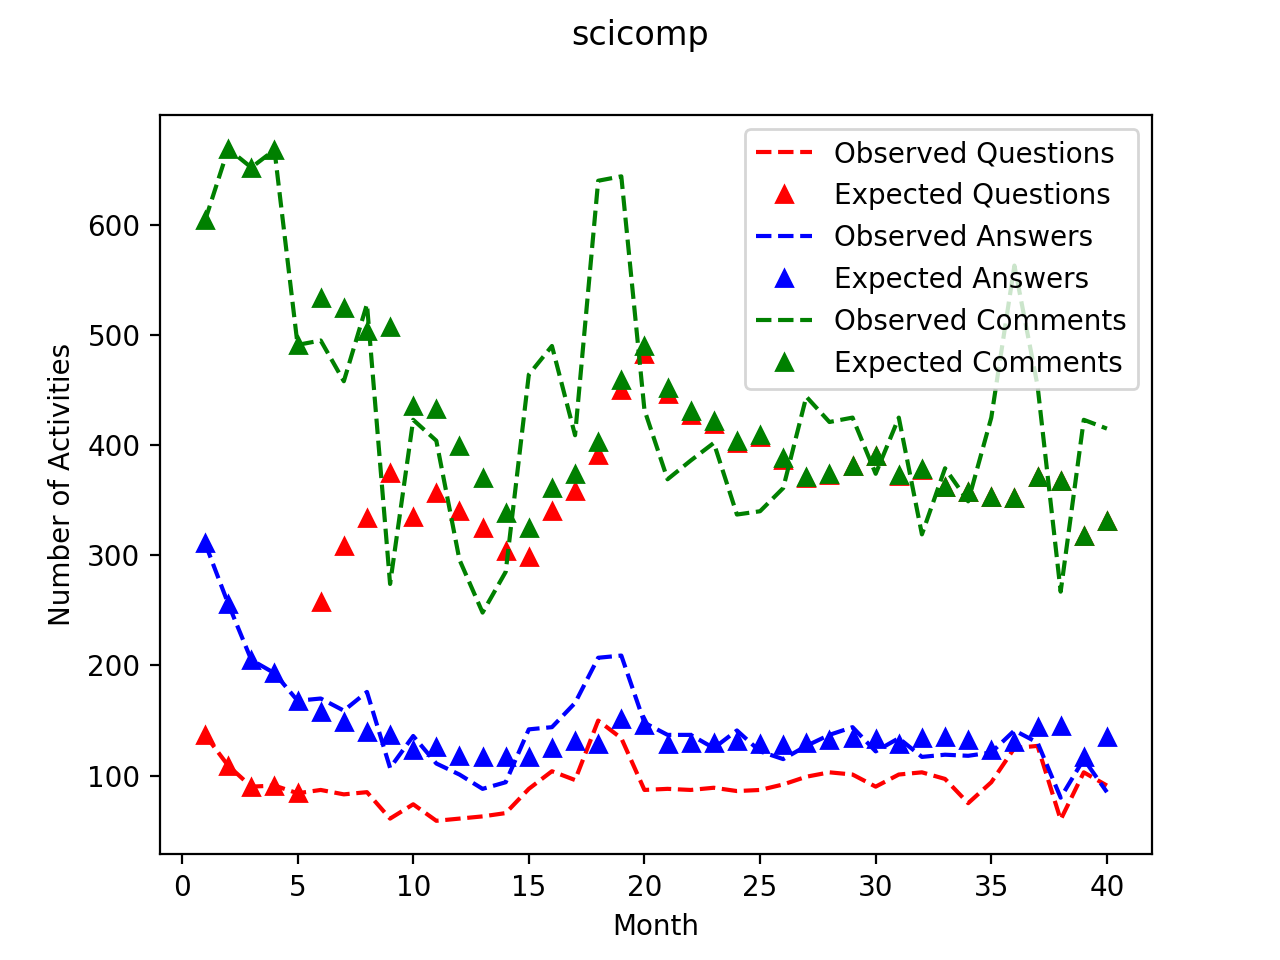 scicomp
Number of Activities
600
500
400
300
200
100
0
5
10
15
20
25
30
35
40
Month
Observed Questions
Expected Questions
Observed Answers
Expected Answers
Observed Comments
Expected Comments